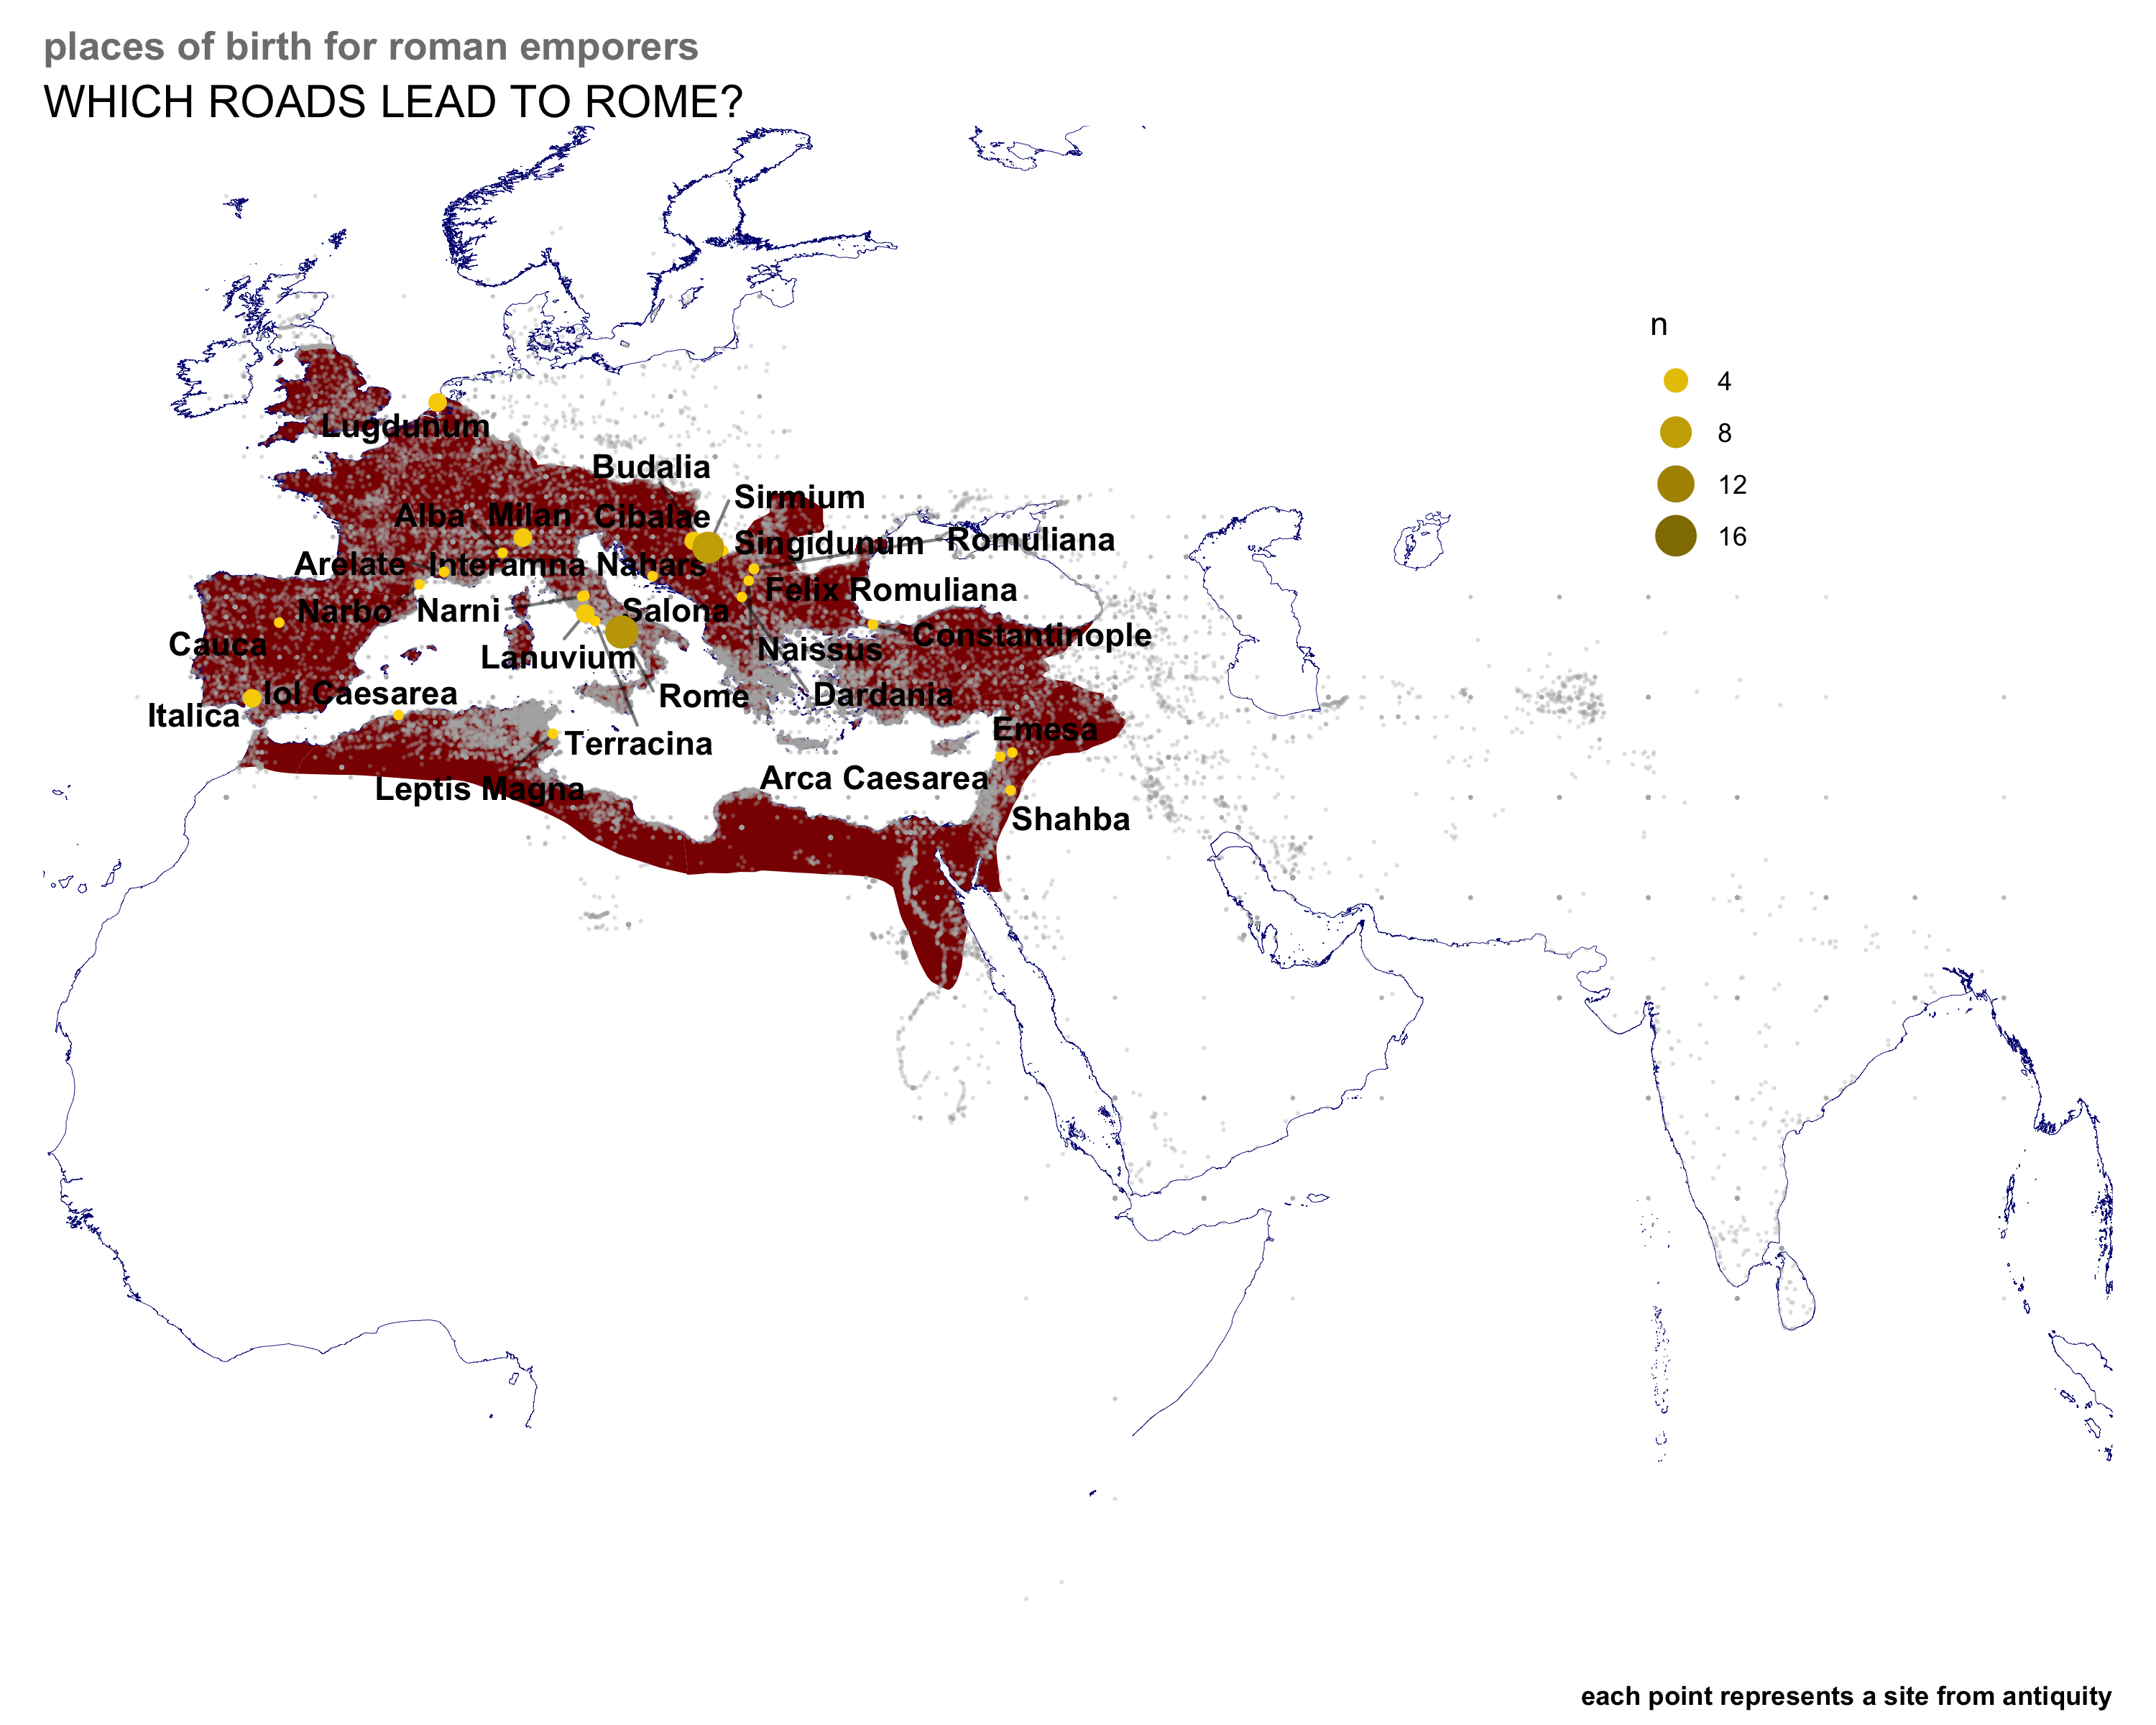 places of birth for roman emporers
WHICH ROADS LEAD TO ROME?
n
4
8
12
16
Lugdunum
Budalia
Sirmium
Alba
Milan
Cibalae
Singidunum
Romuliana
Arelate
Interamna Nahars
Felix Romuliana
Narbo
Narni
Salona
Cauca
Constantinople
Lanuvium
Naissus
Iol Caesarea
Rome
Dardania
Italica
Emesa
Terracina
Arca Caesarea
Leptis Magna
Shahba
each point represents a site from antiquity